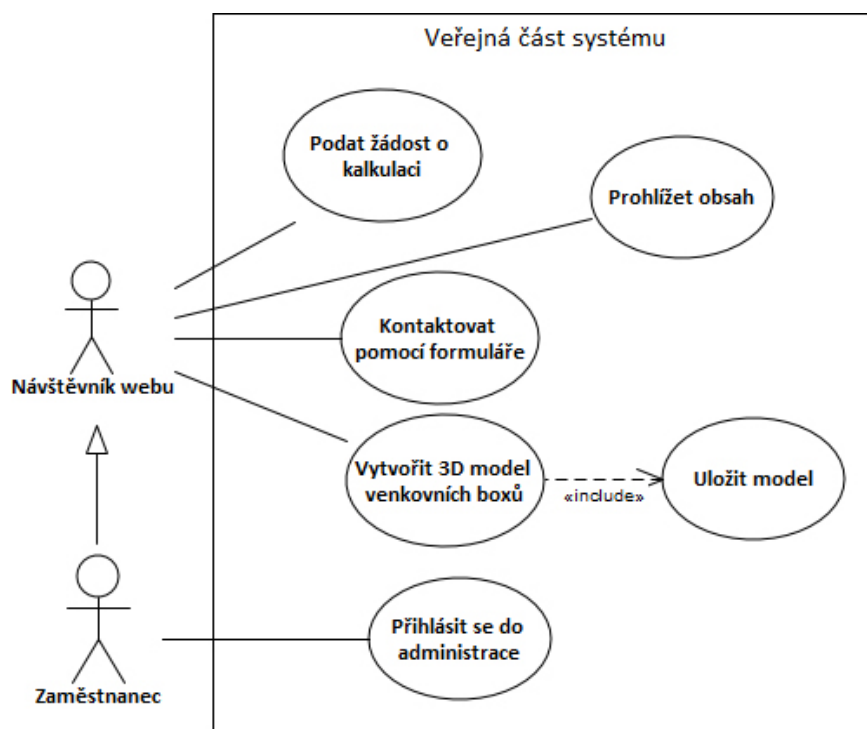 Veřejná část systému
Podat žádost o
kalkulaci
Prohlížet obsah
Kontaktovat
pomocí formuláře
Návštěvník webu
Vytvořit 3D model
venkovních boxů
«include»
Uložit model
Přihlásit se do
administrace
Zaměstnanec